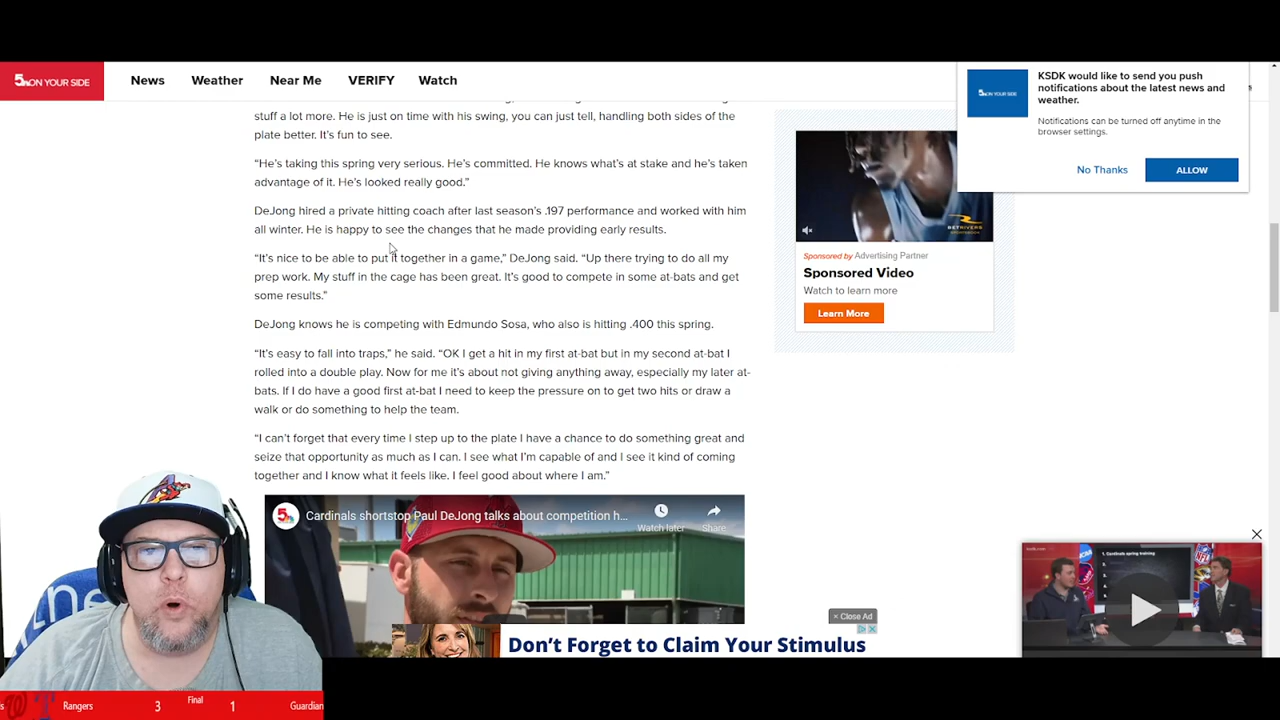 5 ON YOUR SIDE
News
Weather
Near Me
VERIFY
Watch
stuff a lot more. He is just on time with his swing, you can just tell, handling both sides of the
plate better. It's fun to see.
“He's taking this spring very serious. He's committed. He knows what's at stake and he's taken
advantage of it. He's looked really good.”
DeJong hired a private hitting coach after last season's .197 performance and worked with him
all winter. He is happy to see the changes that he made providing early results.
“It's nice to be able to put it together in a game,” DeJong said. “Up there trying to do all my
prep work. My stuff in the cage has been great. It's good to compete in some at-bats and get
some results.”
DeJong knows he is competing with Edmundo Sosa, who also is hitting .400 this spring.
“It's easy to fall into traps,” he said. “OK I get a hit in my first at-bat but in my second at-bat I
rolled into a double play. Now for me it's about not giving anything away, especially my later at-
bats. If I do have a good first at-bat I need to keep the pressure on to get two hits or draw a
walk or do something to help the team.
“I can't forget that every time I step up to the plate I have a chance to do something great and
seize that opportunity as much as I can. I see what I'm capable of and I see it kind of coming
together and I know what it feels like. I feel good about where I am.”
5
Cardinals shortstop Paul DeJong talks about competition h...
Watch later
Share
KSDK would like to send you push
notifications about the latest news and
weather.
Notifications can be turned off anytime in the
browser settings.
No Thanks
ALLOW
ON YOUR SIDE
BETRIVERS
Sponsored by Advertising Partner
Sponsored Video
Watch to learn more
Learn More
1. Cardinals spring training
NFL
× Close Ad
Don't Forget to Claim Your Stimulus
s
Rangers
3
Final
1
Guardian